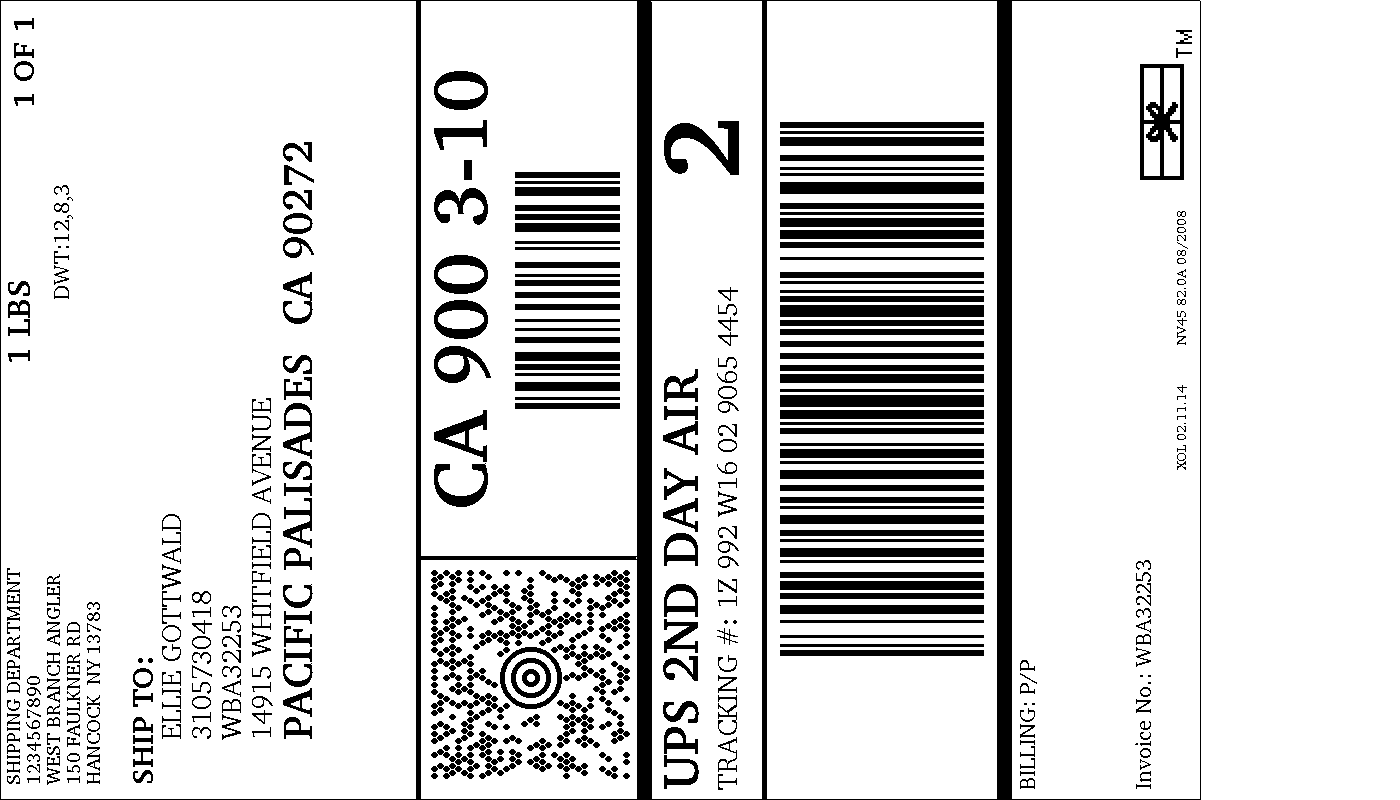 SHIPPING DEPARTMENT
1234567890
WEST BRANCH ANGLER
150 FAULKNER RD
HANCOCK NY 13783
1 LBS
1 OF 1
DWT:12,8,3
SHIP TO:
ELLIE GOTTWALD
3105730418
WBA32253
14915 WHITFIELD AVENUE
PACIFIC PALISADES CA 90272
CA 900 3-10
UPS 2ND DAY AIR
2
TRACKING #: 1Z 992 W16 02 9065 4454
BILLING: P/P
Invoice No.: WBA32253
XOL 02.11.14 NV45 82.0A 08/2008
TM